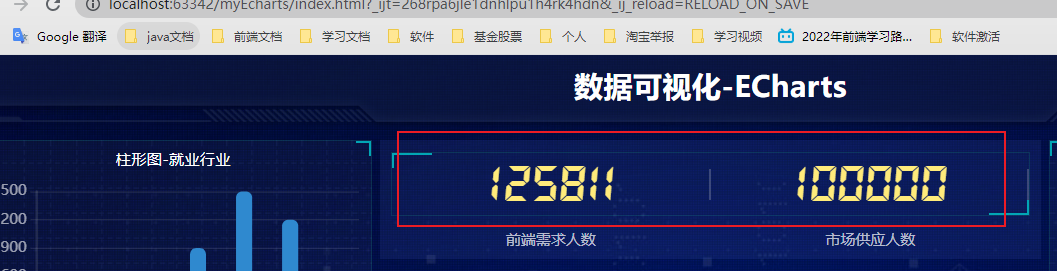 localhost:63342/myEcharts/index.html?_ijt=268rpa6jle1dnhlpu1h4rk4hdn&_ij_reload=RELOAD_ON_SAVE
Google 翻译 java文档 前端文档 学习文档 软件 基金股票 个人 淘宝举报 学习视频 2022年前端学习路... 软件激活
数据可视化-ECharts
柱形图-就业行业
125811 100000
前端需求人数 市场供应人数
500
200
900